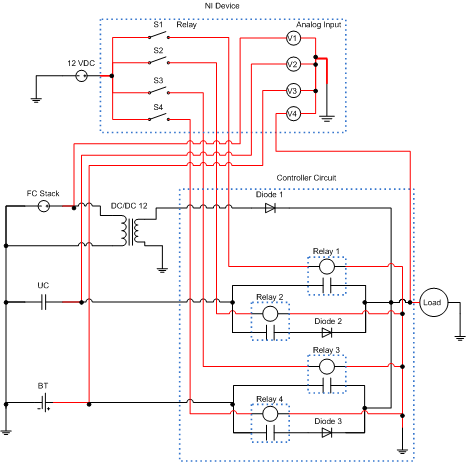 NI Device
S1
Relay
Analog Input
V1
S2
12 VDC
V2
S3
V3
S4
V4
Controller Circuit
FC Stack
DC/DC 12
Diode 1
Relay 1
UC
Relay 2
Load
Diode 2
Relay 3
BT
Relay 4
- +
Diode 3